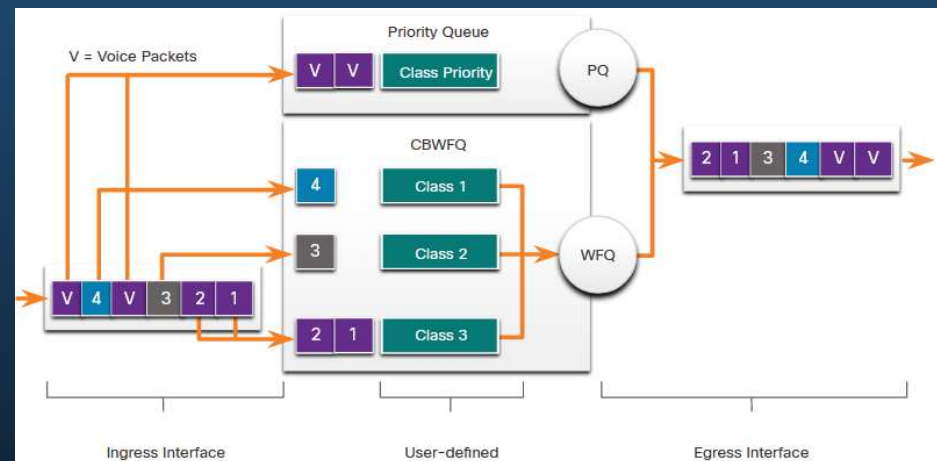 Priority Queue
V = Voice Packets
V V Class Priority PQ
CBWFQ
2 1 3 4 V V
4 Class 1
3 Class 2 WFQ
V 4 V 3 2 1
2 1 Class 3
Ingress Interface User-defined Egress Interface